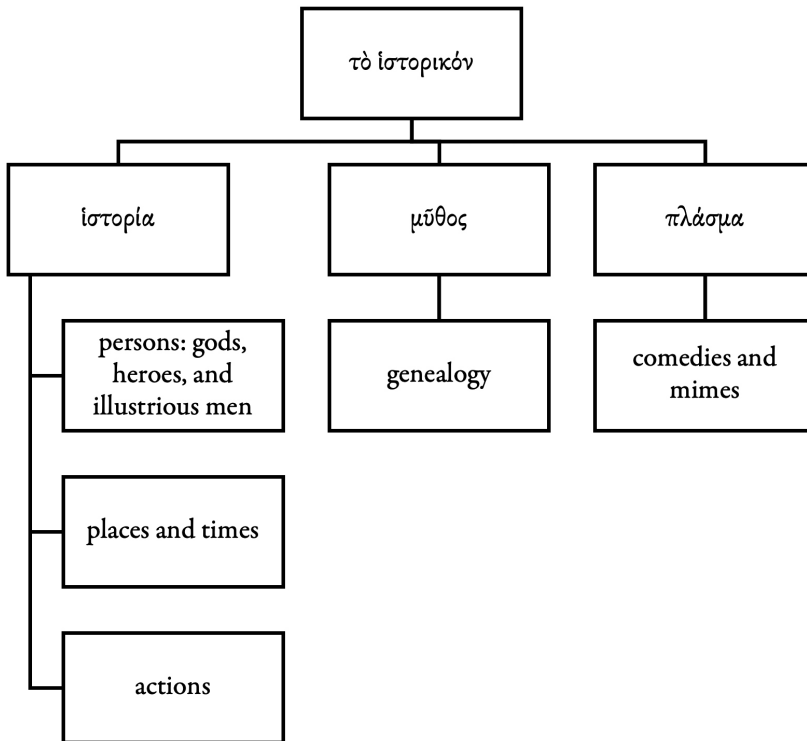 τὸ ἱστορικόν
ἱστορία
μῦθος
πλάσμα
persons: gods,
heroes, and
illustrious men
genealogy
comedies and
mimes
places and times
actions